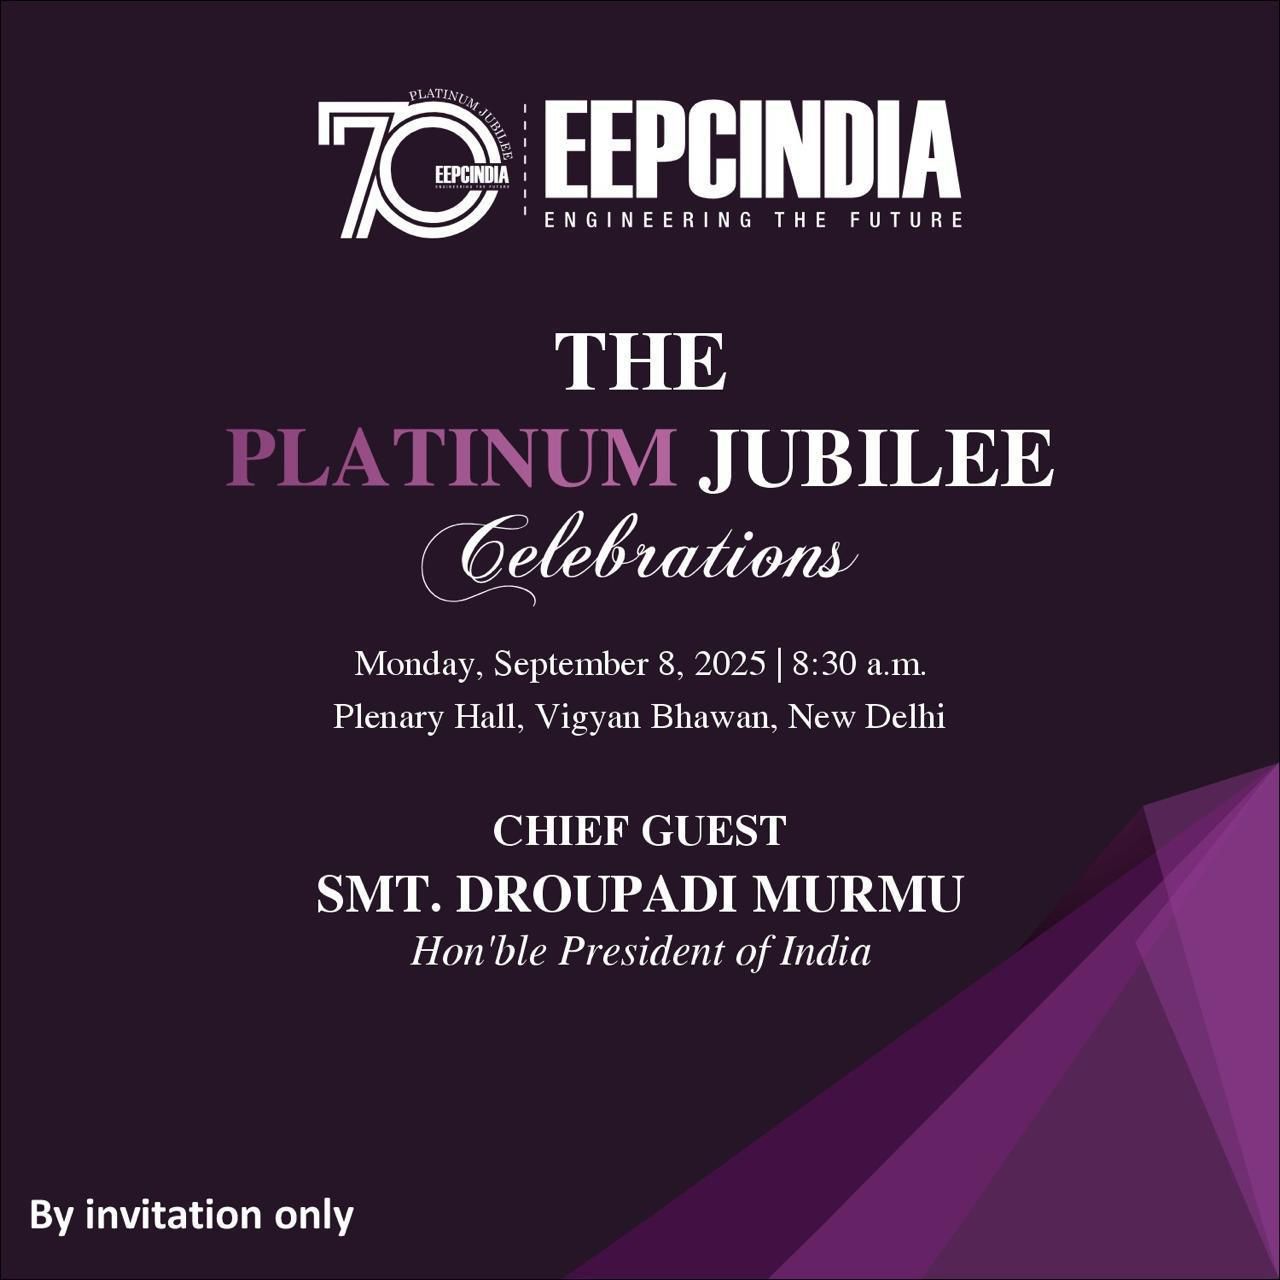 70
PLATINUM JUBILEE
EEPCINDIA
ENGINEERING THE FUTURE
EEPCINDIA
ENGINEERING THE FUTURE
THE
PLATINUM JUBILEE
Celebrations
Monday, September 8, 2025 | 8:30 a.m.
Plenary Hall, Vigyan Bhawan, New Delhi
CHIEF GUEST
SMT. DROUPADI MURMU
Hon'ble President of India
By invitation only